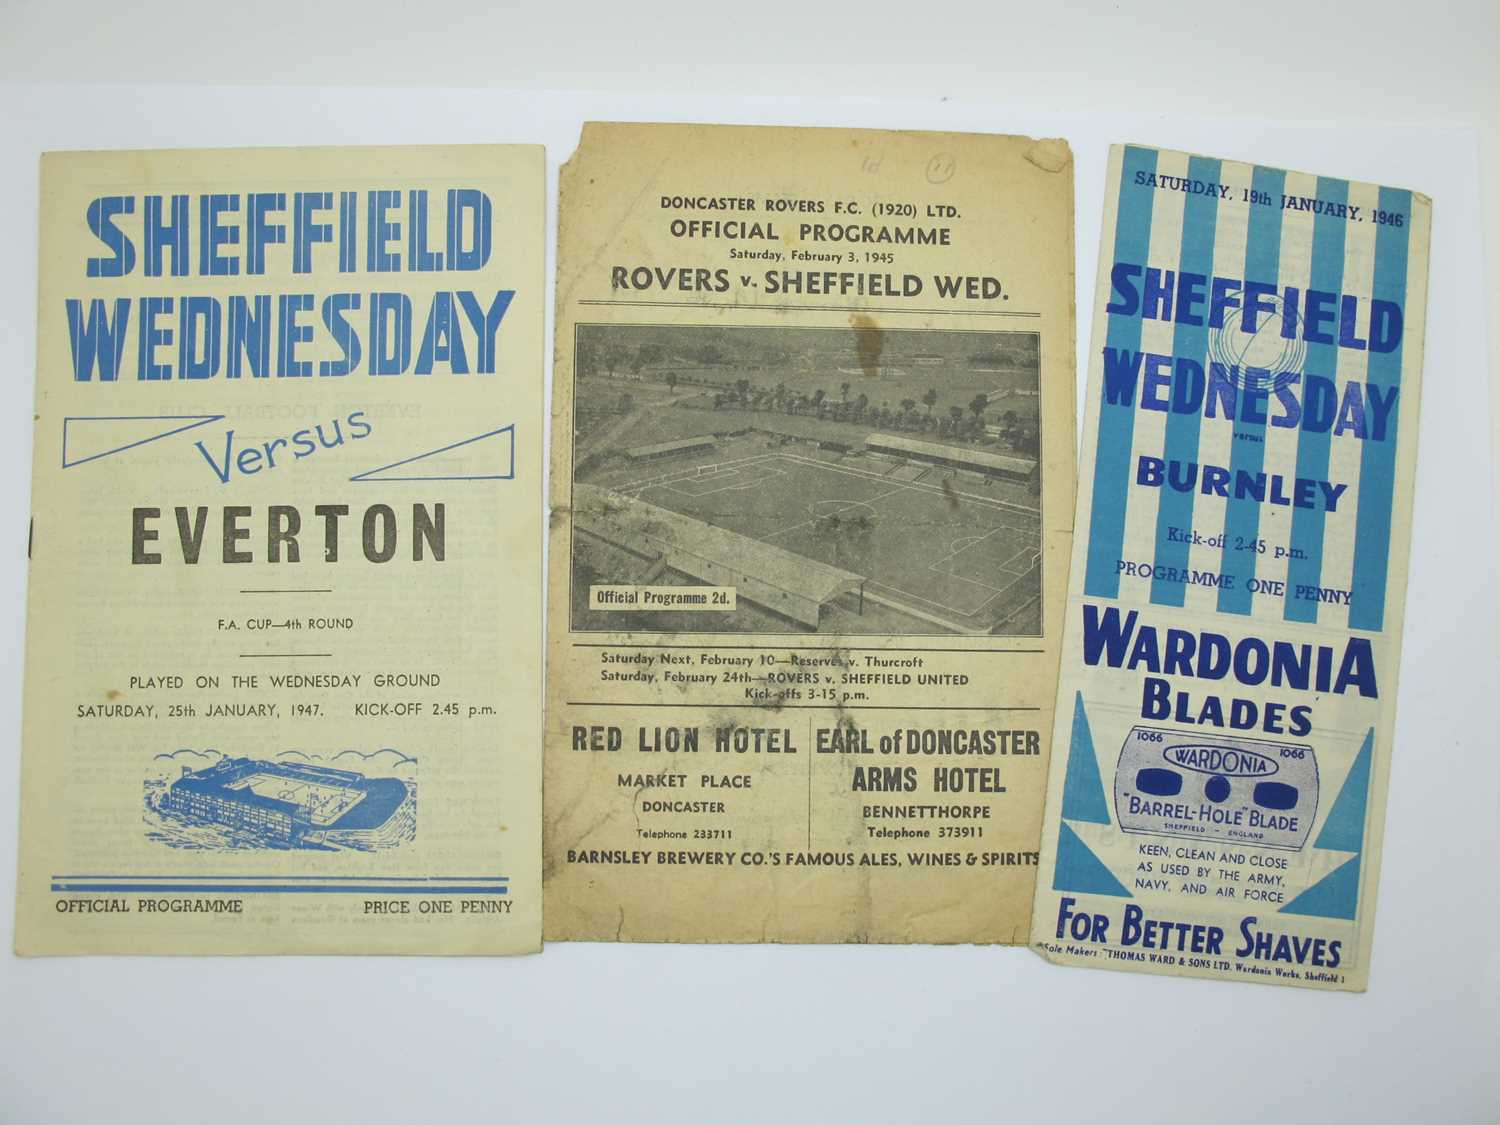 SHEFFIELD
WEDNESDAY
Versus
EVERTON
F.A. CUP—4th ROUND
PLAYED ON THE WEDNESDAY GROUND
SATURDAY, 25th JANUARY, 1947. KICK-OFF 2.45 p.m.
OFFICIAL PROGRAMME PRICE ONE PENNY
1d 11
DONCASTER ROVERS F.C. (1920) LTD.
OFFICIAL PROGRAMME
Saturday, February 3, 1945
ROVERS v. SHEFFIELD WED.
Official Programme 2d.
Saturday Next, February 10—Reserves v. Thurcroft
Saturday, February 24th—ROVERS v. SHEFFIELD UNITED
Kick-offs 3-15 p.m.
RED LION HOTEL
MARKET PLACE
DONCASTER
Telephone 233711
EARL of DONCASTER
ARMS HOTEL
BENNETTHORPE
Telephone 373911
BARNSLEY BREWERY CO.'S FAMOUS ALES, WINES & SPIRITS
SATURDAY, 19th JANUARY, 1946
SHEFFIELD
WEDNESDAY
versus
BURNLEY
Kick-off 2-45 p.m.
PROGRAMME ONE PENNY
WARDONIA
BLADES
1066 1066
WARDONIA
"BARREL-HOLE" BLADE
SHEFFIELD - ENGLAND
KEEN, CLEAN AND CLOSE
AS USED BY THE ARMY,
NAVY, AND AIR FORCE
FOR BETTER SHAVES
Sole Makers: THOMAS WARD & SONS LTD. Wardonia Works, Sheffield 1